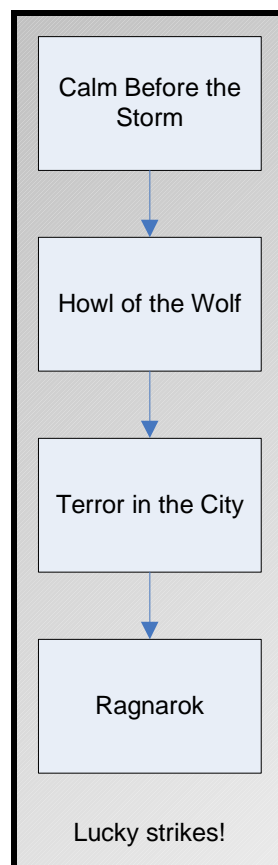 Calm Before the
Storm
Howl of the Wolf
Terror in the City
Ragnarok
Lucky strikes!